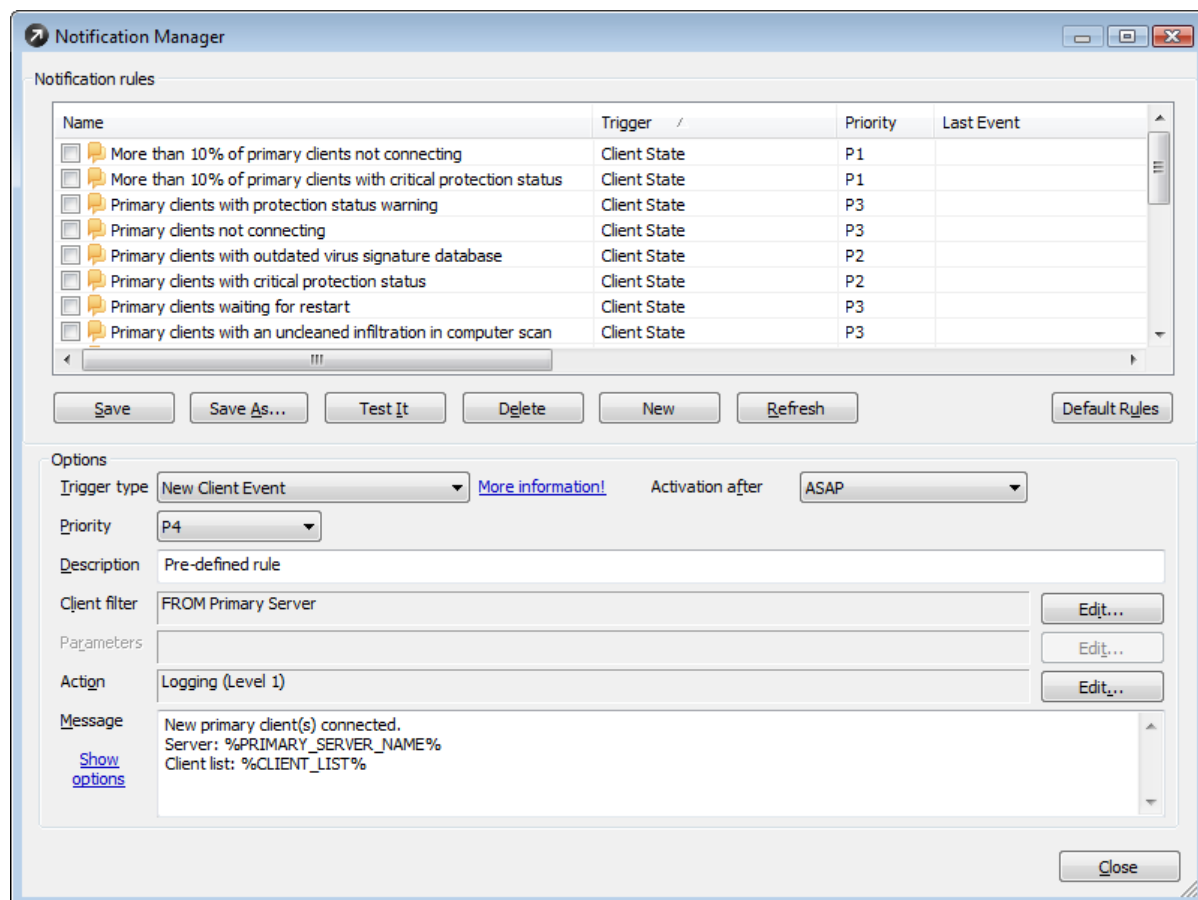 Notification Manager
Notification rules
Name Trigger Priority Last Event
More than 10% of primary clients not connecting Client State P1
More than 10% of primary clients with critical protection status Client State P1
Primary clients with protection status warning Client State P3
Primary clients not connecting Client State P3
Primary clients with outdated virus signature database Client State P2
Primary clients with critical protection status Client State P2
Primary clients waiting for restart Client State P3
Primary clients with an uncleaned infiltration in computer scan Client State P3
Save Save As... Test It Delete New Refresh Default Rules
Options
Trigger type New Client Event More information! Activation after ASAP
Priority P4
Description Pre-defined rule
Client filter FROM Primary Server Edit...
Parameters Edit...
Action Logging (Level 1) Edit...
Message New primary client(s) connected.
Server: %PRIMARY_SERVER_NAME%
Show Client list: %CLIENT_LIST%
options
Close